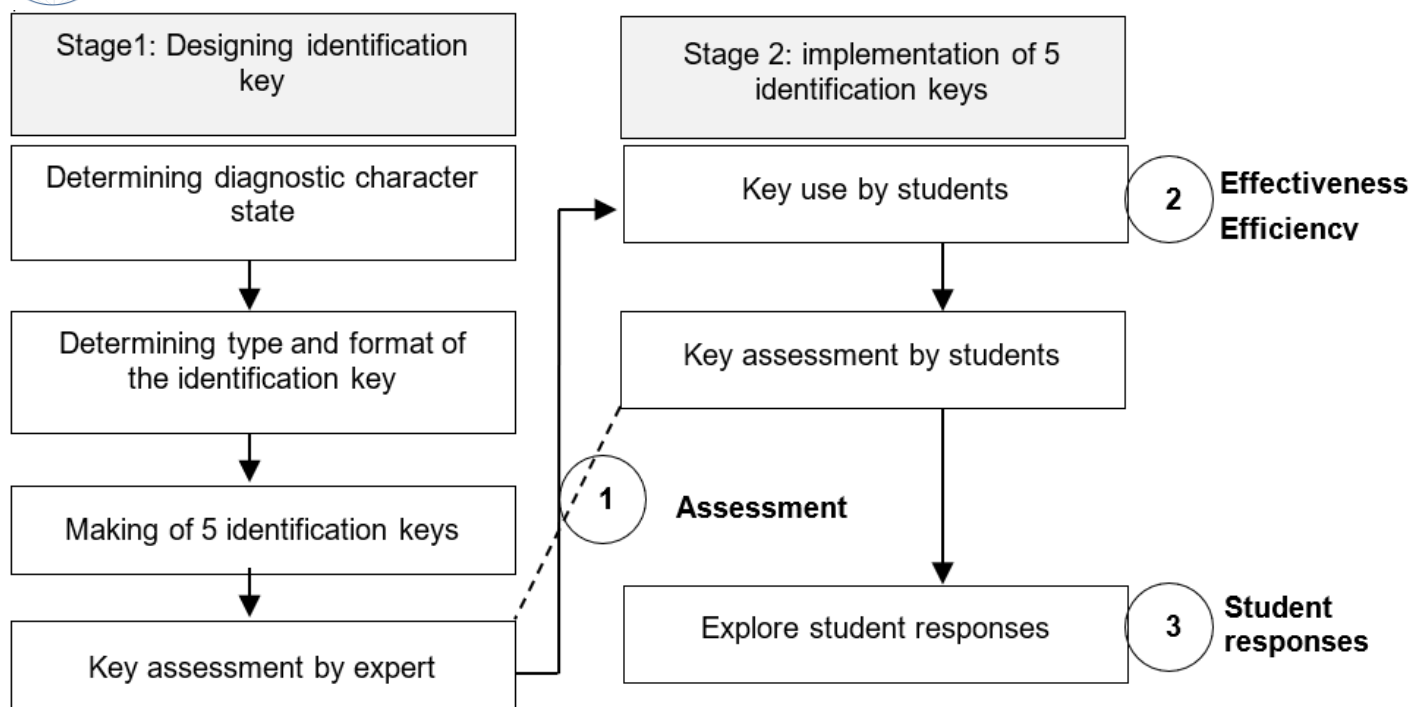 Stage1: Designing identification
key
Determining diagnostic character
state
Determining type and format of
the identification key
Making of 5 identification keys
Key assessment by expert
Stage 2: implementation of 5
identification keys
Key use by students
2
Effectiveness
Efficiency
Key assessment by students
1
Assessment
Explore student responses
3
Student
responses